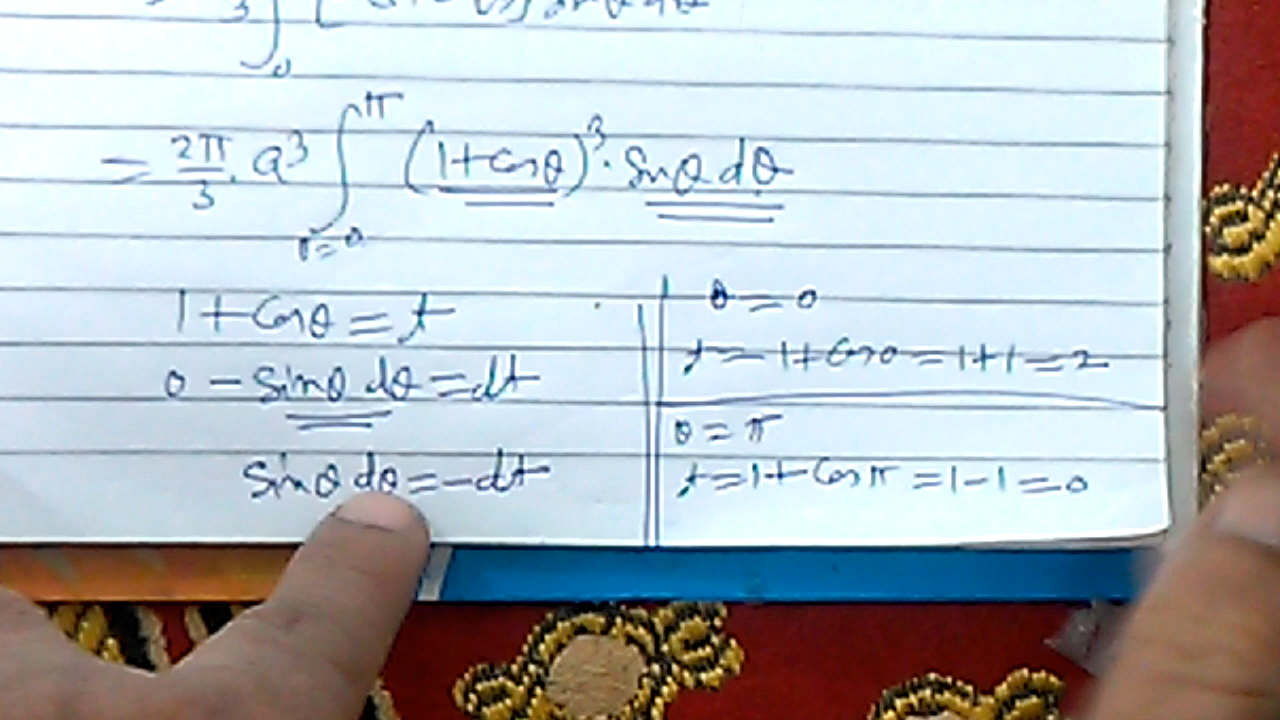 = 2π/3 . a³ ∫_{r=0}^{π} (1+cosθ)³ . sinθ dθ
1+cosθ=t
0 - sinθ dθ = dt
sinθ dθ = -dt
θ = 0
t = 1+cos0 = 1+1 = 2
θ = π
t = 1+cosπ = 1-1 = 0